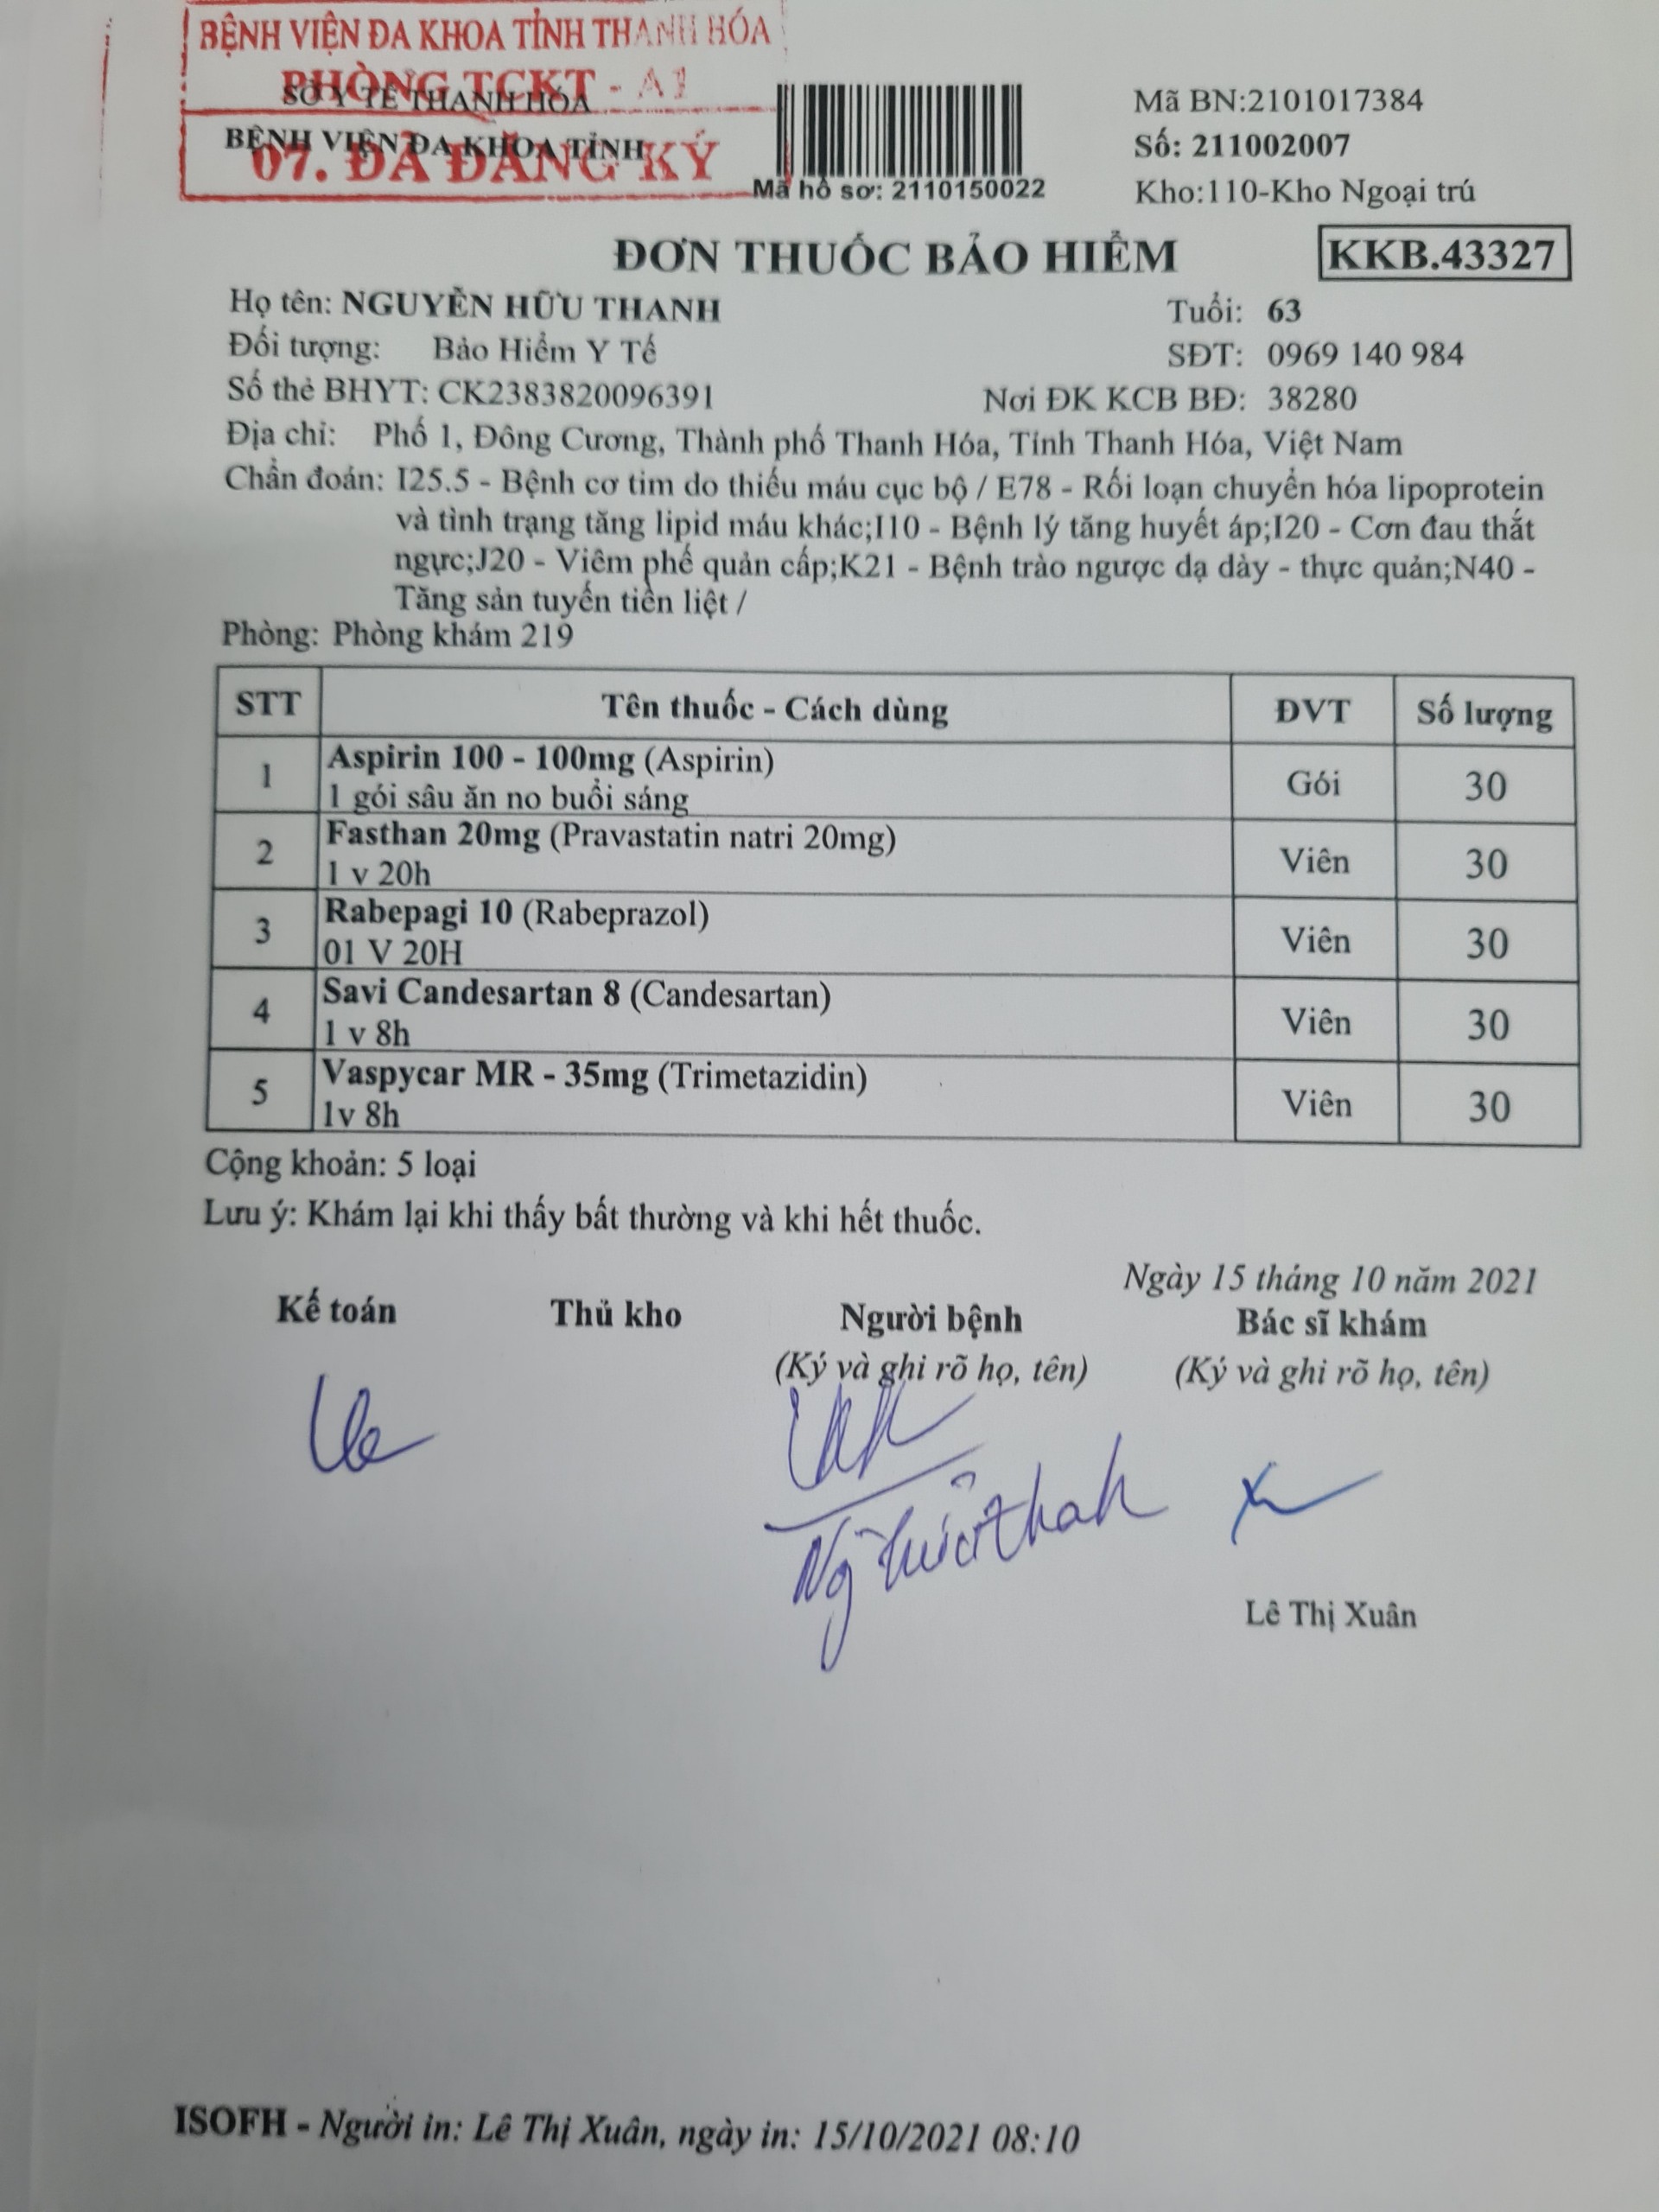 BỆNH VIỆN ĐA KHOA TỈNH THANH HÓA
PHÒNG TCKT - A1
07. ĐÃ ĐĂNG KÝ
SỞ Y TẾ THANH HÓA
BỆNH VIỆN ĐA KHOA TỈNH
Mã hồ sơ: 2110150022
Mã BN:2101017384
Số: 211002007
Kho:110-Kho Ngoại trú
ĐƠN THUỐC BẢO HIỂM
KKB.43327
Họ tên: NGUYỄN HỮU THANH Tuổi: 63
Đối tượng: Bảo Hiểm Y Tế SĐT: 0969 140 984
Số thẻ BHYT: CK2383820096391 Nơi ĐK KCB BĐ: 38280
Địa chỉ: Phố 1, Đông Cương, Thành phố Thanh Hóa, Tỉnh Thanh Hóa, Việt Nam
Chẩn đoán: I25.5 - Bệnh cơ tim do thiếu máu cục bộ / E78 - Rối loạn chuyển hóa lipoprotein
và tình trạng tăng lipid máu khác;I10 - Bệnh lý tăng huyết áp;I20 - Cơn đau thắt
ngực;J20 - Viêm phế quản cấp;K21 - Bệnh trào ngược dạ dày - thực quản;N40 -
Tăng sản tuyến tiền liệt /
Phòng: Phòng khám 219
STT Tên thuốc - Cách dùng ĐVT Số lượng
1 Aspirin 100 - 100mg (Aspirin) Gói 30
1 gói sâu ăn no buổi sáng
2 Fasthan 20mg (Pravastatin natri 20mg) Viên 30
1 v 20h
3 Rabepagi 10 (Rabeprazol) Viên 30
01 V 20H
4 Savi Candesartan 8 (Candesartan) Viên 30
1 v 8h
5 Vaspycar MR - 35mg (Trimetazidin) Viên 30
1v 8h
Cộng khoản: 5 loại
Lưu ý: Khám lại khi thấy bất thường và khi hết thuốc.
Ngày 15 tháng 10 năm 2021
Kế toán Thủ kho Người bệnh Bác sĩ khám
(Ký và ghi rõ họ, tên) (Ký và ghi rõ họ, tên)
Lê Thị Xuân
ISOFH - Người in: Lê Thị Xuân, ngày in: 15/10/2021 08:10